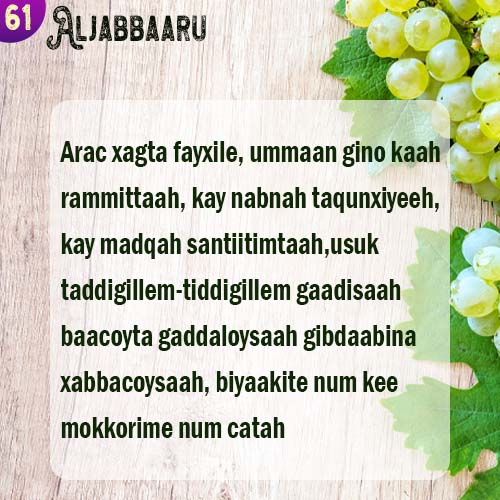 61 Aljabbaaru
Arac xagta fayxile, ummaan gino kaah
rammittaah, kay nabnah taqunxiyeeh,
kay madqah santiitimtaah,usuk
taddigillem-tiddigillem gaadisaah
baacoyta gaddaloysaah gibdaabina
xabbacoysaah, biyaakite num kee
mokkorime num catah